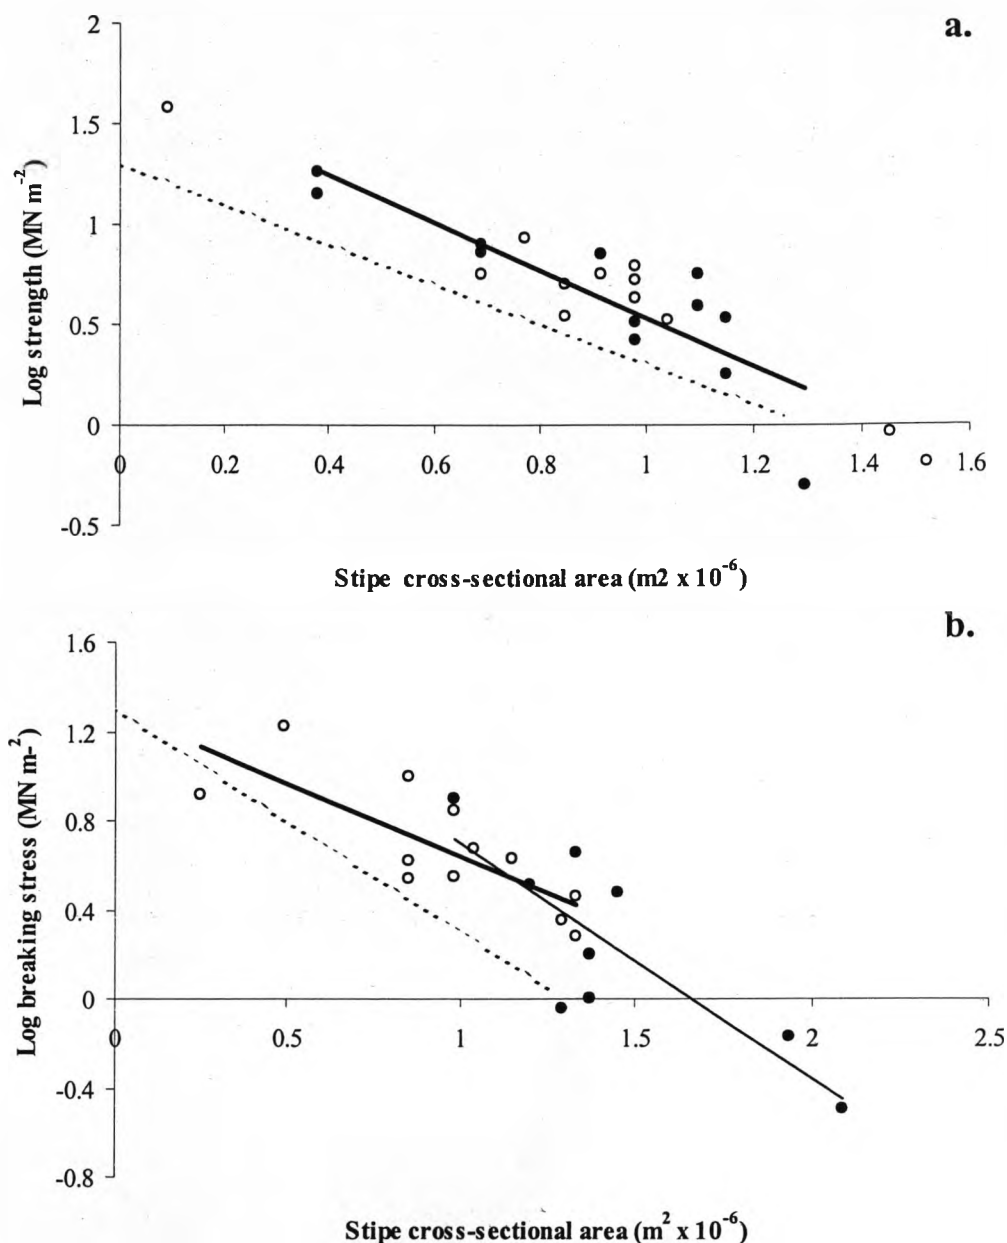 a.
2
1.5
1
0.5
0
-0.5
0 0.2 0.4 0.6 0.8 1 1.2 1.4 1.6
Log strength (MN m-2)
Stipe cross-sectional area (m2 x 10-6)
b.
1.6
1.2
0.8
0.4
0
-0.4
-0.8
0 0.5 1 1.5 2 2.5
Log breaking stress (MN m-2)
Stipe cross-sectional area (m2 x 10-6)